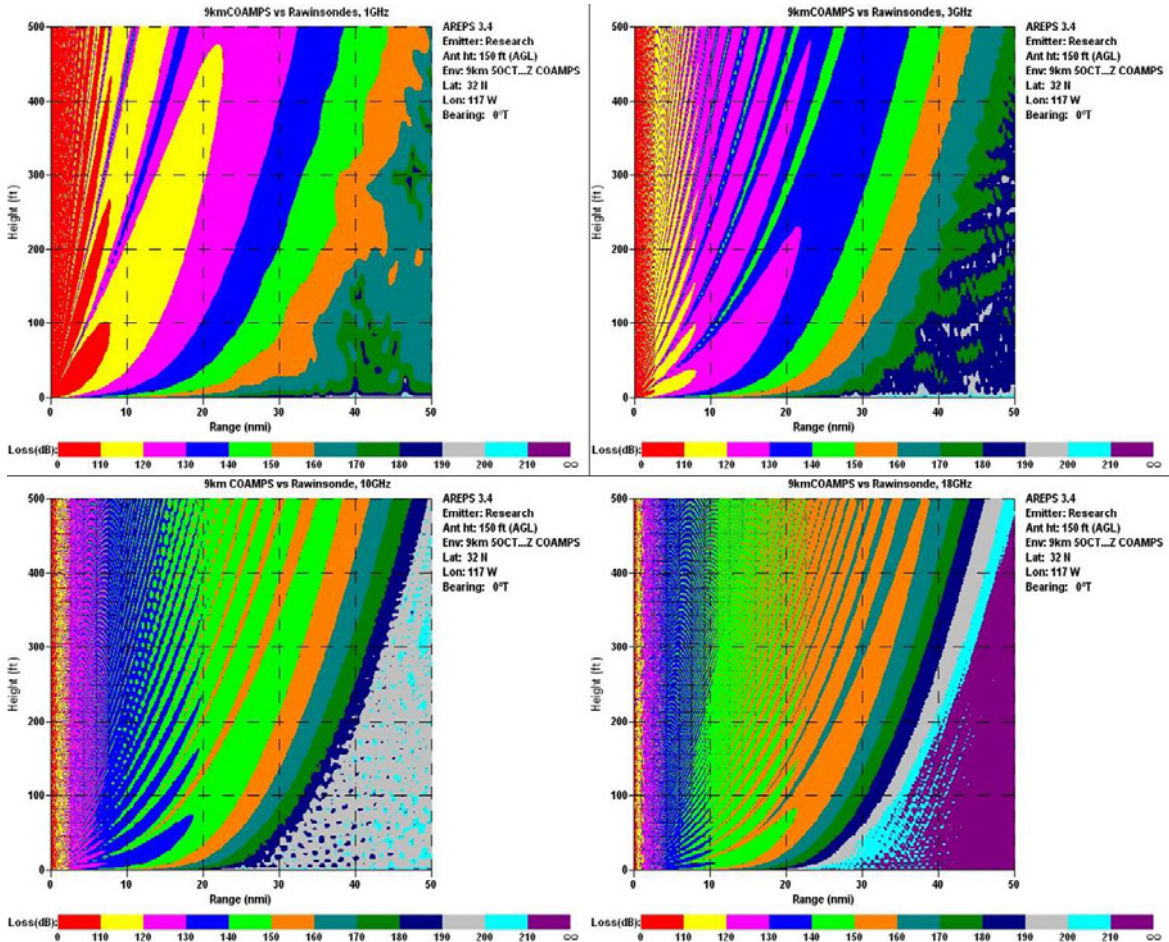 9kmCOAMPS vs Rawinsondes, 1GHz
500
400
300
200
100
0
Height (ft)
0 10 20 30 40 50
Range (nmi)
AREPS 3.4
Emitter: Research
Ant ht: 150 ft (AGL)
Env: 9km 5OCT...Z COAMPS
Lat: 32 N
Lon: 117 W
Bearing: 0°T
Loss(dB):
0 110 120 130 140 150 160 170 180 190 200 210 ∞
9kmCOAMPS vs Rawinsondes, 3GHz
500
400
300
200
100
0
Height (ft)
0 10 20 30 40 50
Range (nmi)
AREPS 3.4
Emitter: Research
Ant ht: 150 ft (AGL)
Env: 9km 5OCT...Z COAMPS
Lat: 32 N
Lon: 117 W
Bearing: 0°T
Loss(dB):
0 110 120 130 140 150 160 170 180 190 200 210 ∞
9km COAMPS vs Rawinsonde, 10GHz
500
400
300
200
100
0
Height (ft)
0 10 20 30 40 50
Range (nmi)
AREPS 3.4
Emitter: Research
Ant ht: 150 ft (AGL)
Env: 9km 5OCT...Z COAMPS
Lat: 32 N
Lon: 117 W
Bearing: 0°T
Loss(dB):
0 110 120 130 140 150 160 170 180 190 200 210 ∞
9kmCOAMPS vs Rawinsonde, 18GHz
500
400
300
200
100
0
Height (ft)
0 10 20 30 40 50
Range (nmi)
AREPS 3.4
Emitter: Research
Ant ht: 150 ft (AGL)
Env: 9km 5OCT...Z COAMPS
Lat: 32 N
Lon: 117 W
Bearing: 0°T
Loss(dB):
0 110 120 130 140 150 160 170 180 190 200 210 ∞